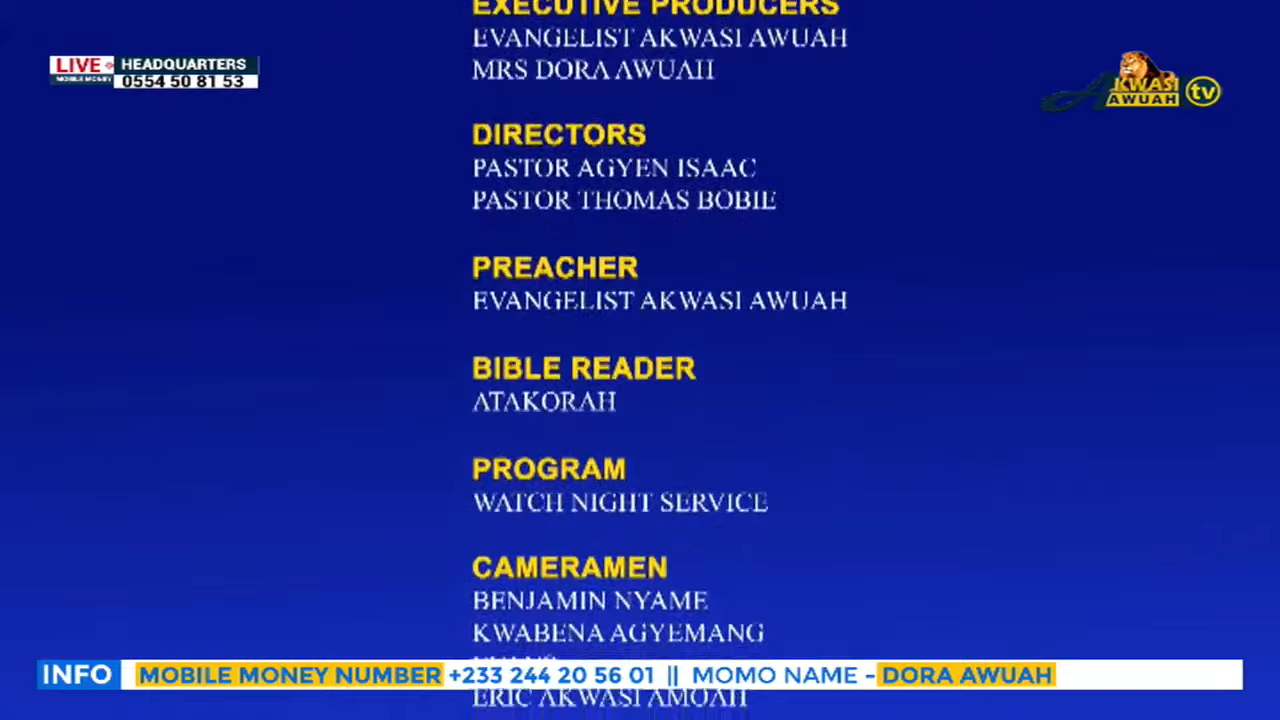 EXECUTIVE PRODUCERS
EVANGELIST AKWASI AWUAH
MRS DORA AWUAH
LIVE
MOBILE MONEY
HEADQUARTERS
0554 50 81 53
AKWASI
AWUAH
tv
DIRECTORS
PASTOR AGYEN ISAAC
PASTOR THOMAS BOBIE
PREACHER
EVANGELIST AKWASI AWUAH
BIBLE READER
ATAKORAH
PROGRAM
WATCH NIGHT SERVICE
CAMERAMEN
BENJAMIN NYAME
KWABENA AGYEMANG
INFO
MOBILE MONEY NUMBER +233 244 20 56 01 || MOMO NAME - DORA AWUAH
ERIC AKWASI AMOAH